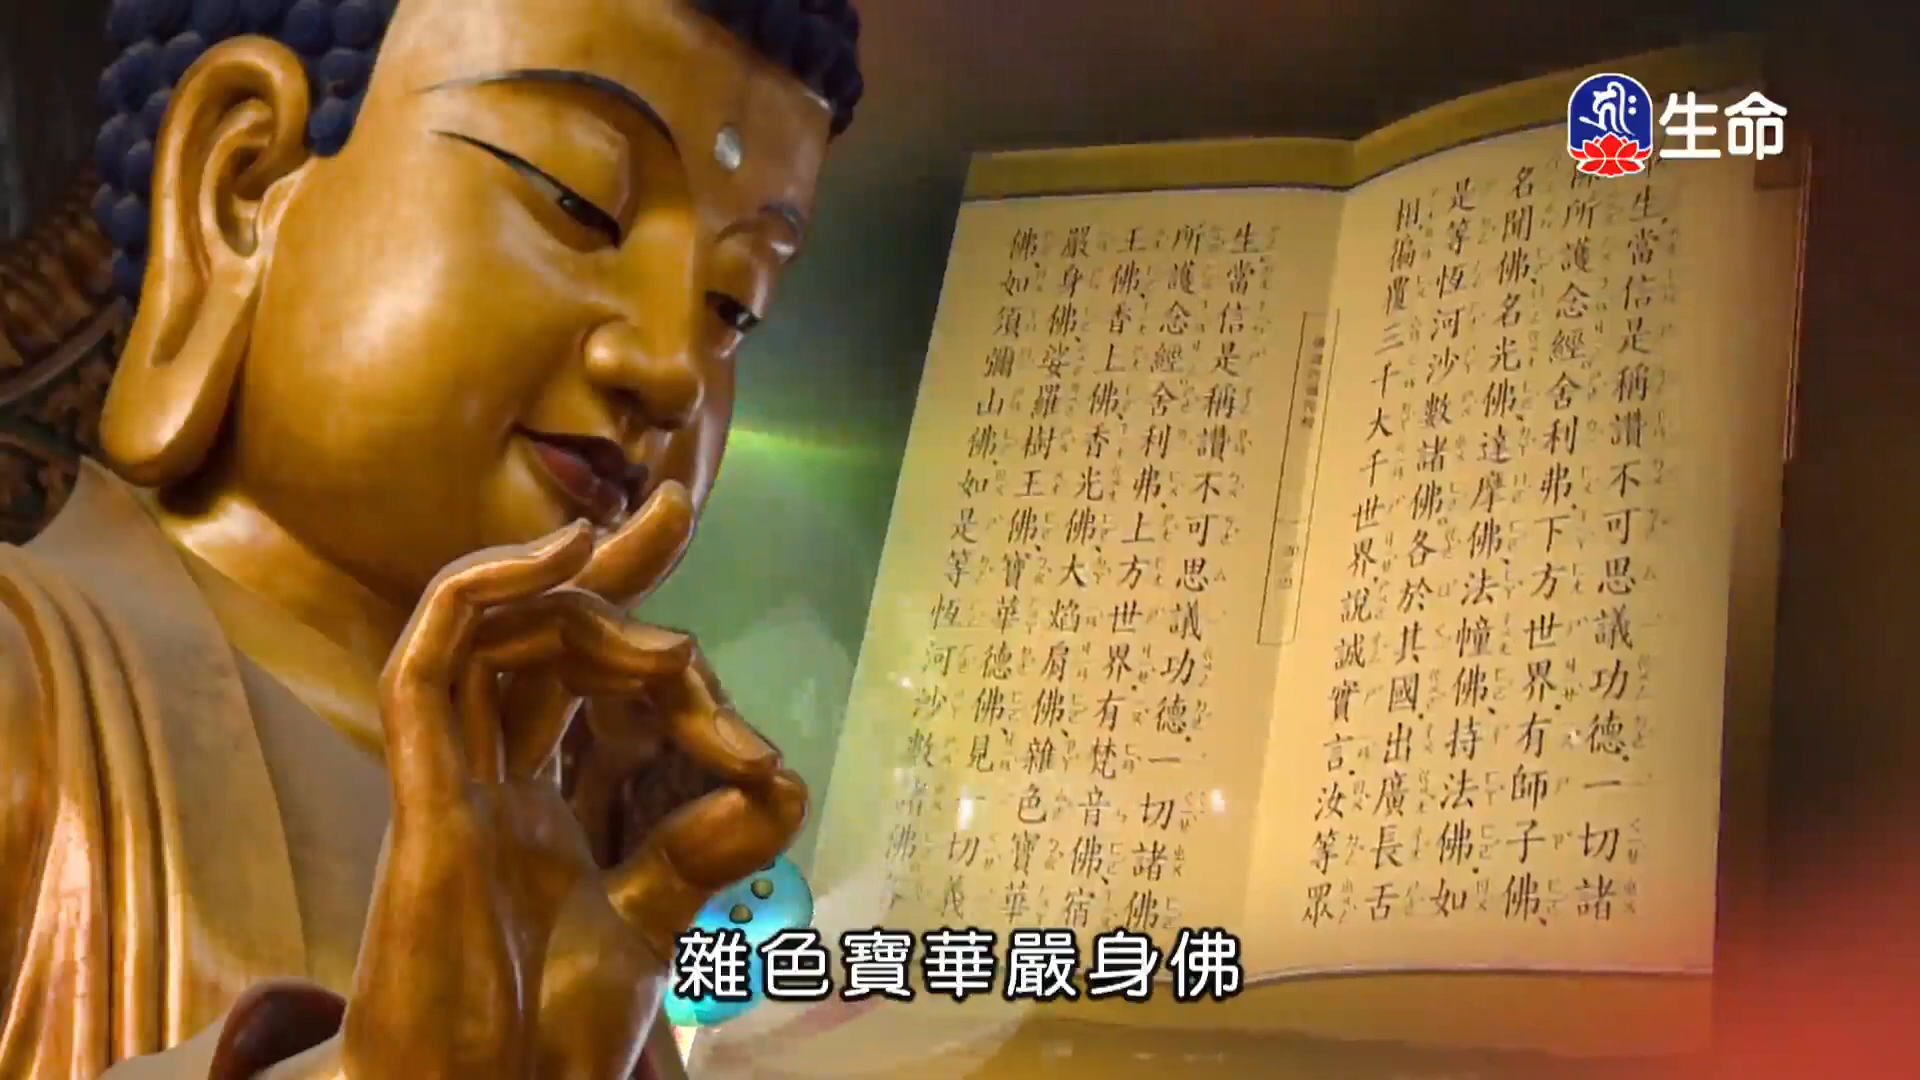 生命
生當信是稱讚不可思議功德一切諸
佛所護念經舍利弗下方世界有師子佛、
名聞佛、名光佛、達摩佛、法幢佛、持法佛如
是等恆河沙數諸佛各於其國出廣長舌
相徧覆三千大千世界說誠實言汝等眾
生當信是稱讚不可思議功德一切諸佛
所護念經舍利弗上方世界有梵音佛、宿
王佛、香上佛、香光佛、大焰肩佛、雜色寶華
嚴身佛、娑羅樹王佛、寶華德佛、見一切義
佛、如須彌山佛、如是等恆河沙數諸佛
雜色寶華嚴身佛